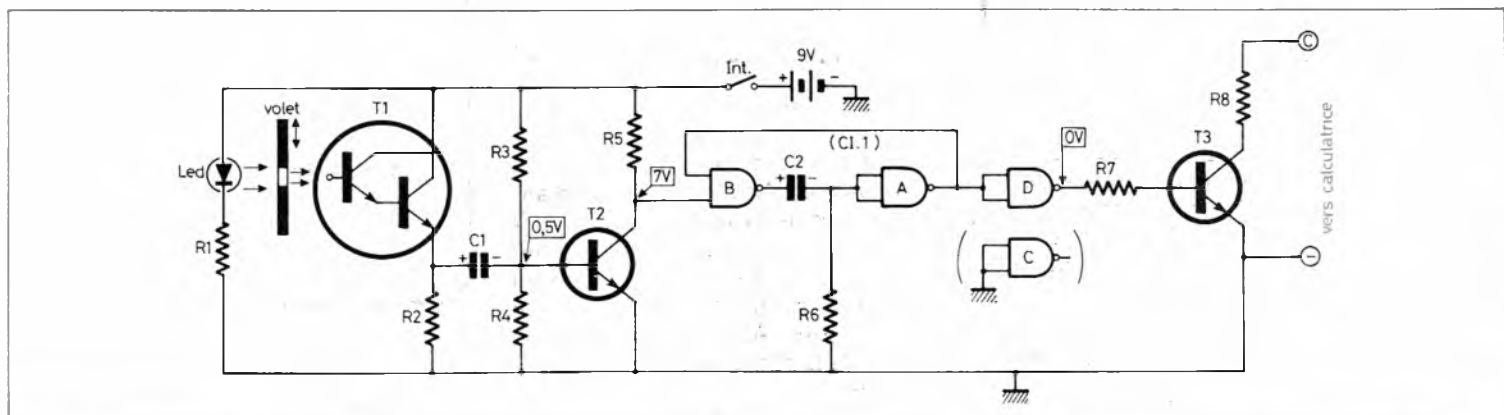 Int.
9V
+
-
C
volet
T1
R8
R3
R5
(CI.1)
0V
T3
Led
7V
B
C2
+
-
A
D
R7
vers calculatrice
R1
0,5V
T2
C1
+
-
(C)
-
R2
R4
R6